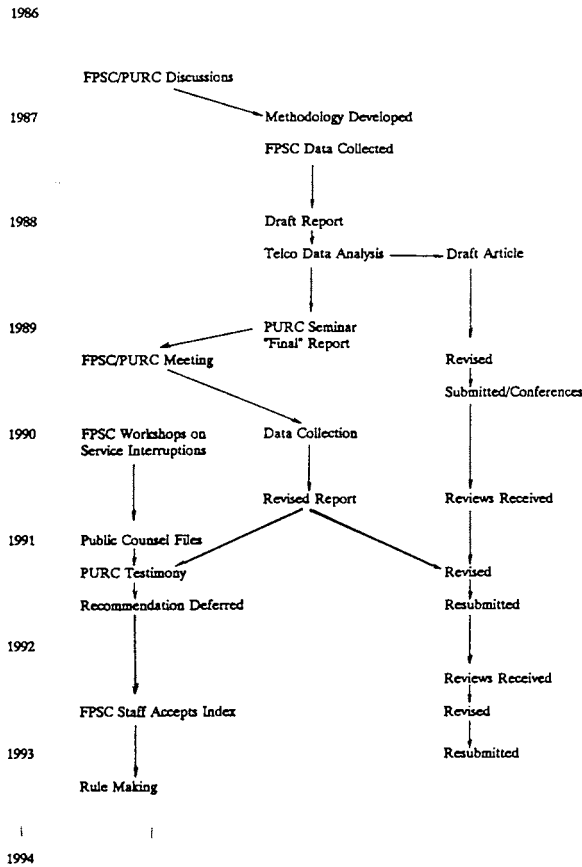 1986
FPSC/PURC Discussions
1987
Methodology Developed
FPSC Data Collected
1988
Draft Report
Telco Data Analysis
Draft Article
1989
PURC Seminar
"Final" Report
FPSC/PURC Meeting
Revised
Submitted/Conferences
1990
FPSC Workshops on
Service Interruptions
Data Collection
Revised Report
Reviews Received
1991
Public Counsel Files
PURC Testimony
Revised
Recommendation Deferred
Resubmitted
1992
Reviews Received
FPSC Staff Accepts Index
Revised
1993
Resubmitted
Rule Making
1994